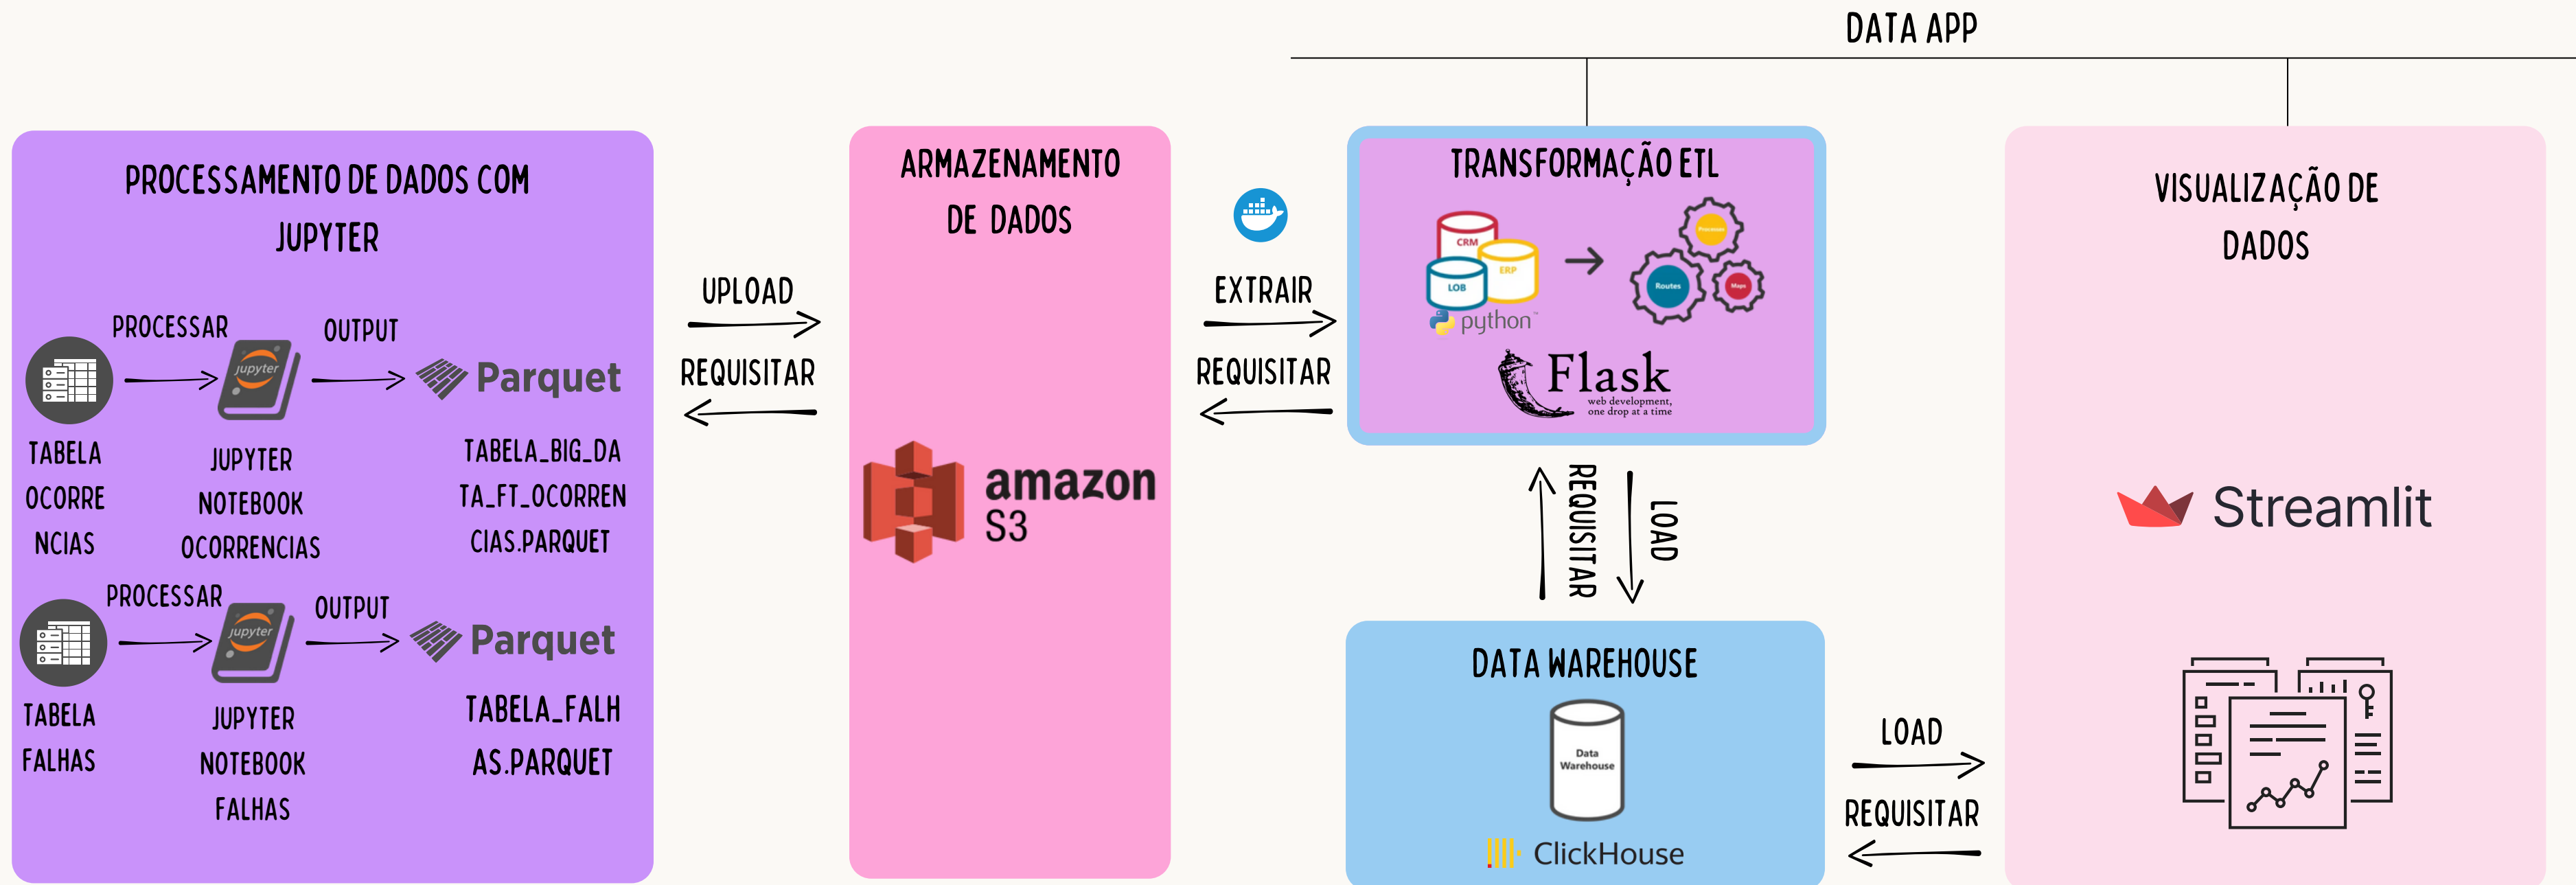 DATA APP
PROCESSAMENTO DE DADOS COM
JUPYTER
PROCESSAR
OUTPUT
jupyter
Parquet
TABELA
OCORRE
NCIAS
JUPYTER
NOTEBOOK
OCORRENCIAS
TABELA_BIG_DA
TA_FT_OCORREN
CIAS.PARQUET
PROCESSAR
OUTPUT
jupyter
Parquet
TABELA
FALHAS
JUPYTER
NOTEBOOK
FALHAS
TABELA_FALH
AS.PARQUET
UPLOAD
REQUISITAR
ARMAZENAMENTO
DE DADOS
amazon
S3
EXTRAIR
REQUISITAR
TRANSFORMAÇÃO ETL
CRM
ERP
LOB
python™
Processes
Routes
Maps
Flask
web development,
one drop at a time
REQUISITAR
LOAD
DATA WAREHOUSE
Data
Warehouse
ClickHouse
LOAD
REQUISITAR
VISUALIZAÇÃO DE
DADOS
Streamlit